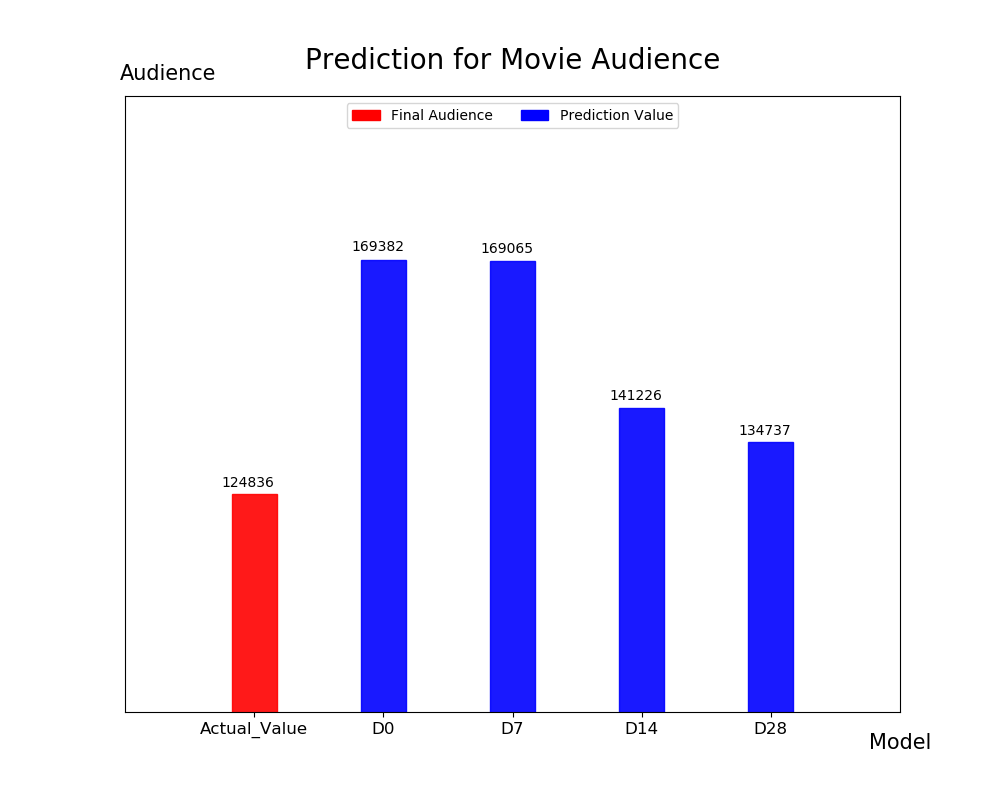 Prediction for Movie Audience
Audience
Final Audience Prediction Value
169382
169065
141226
134737
124836
Actual_Value D0 D7 D14 D28
Model